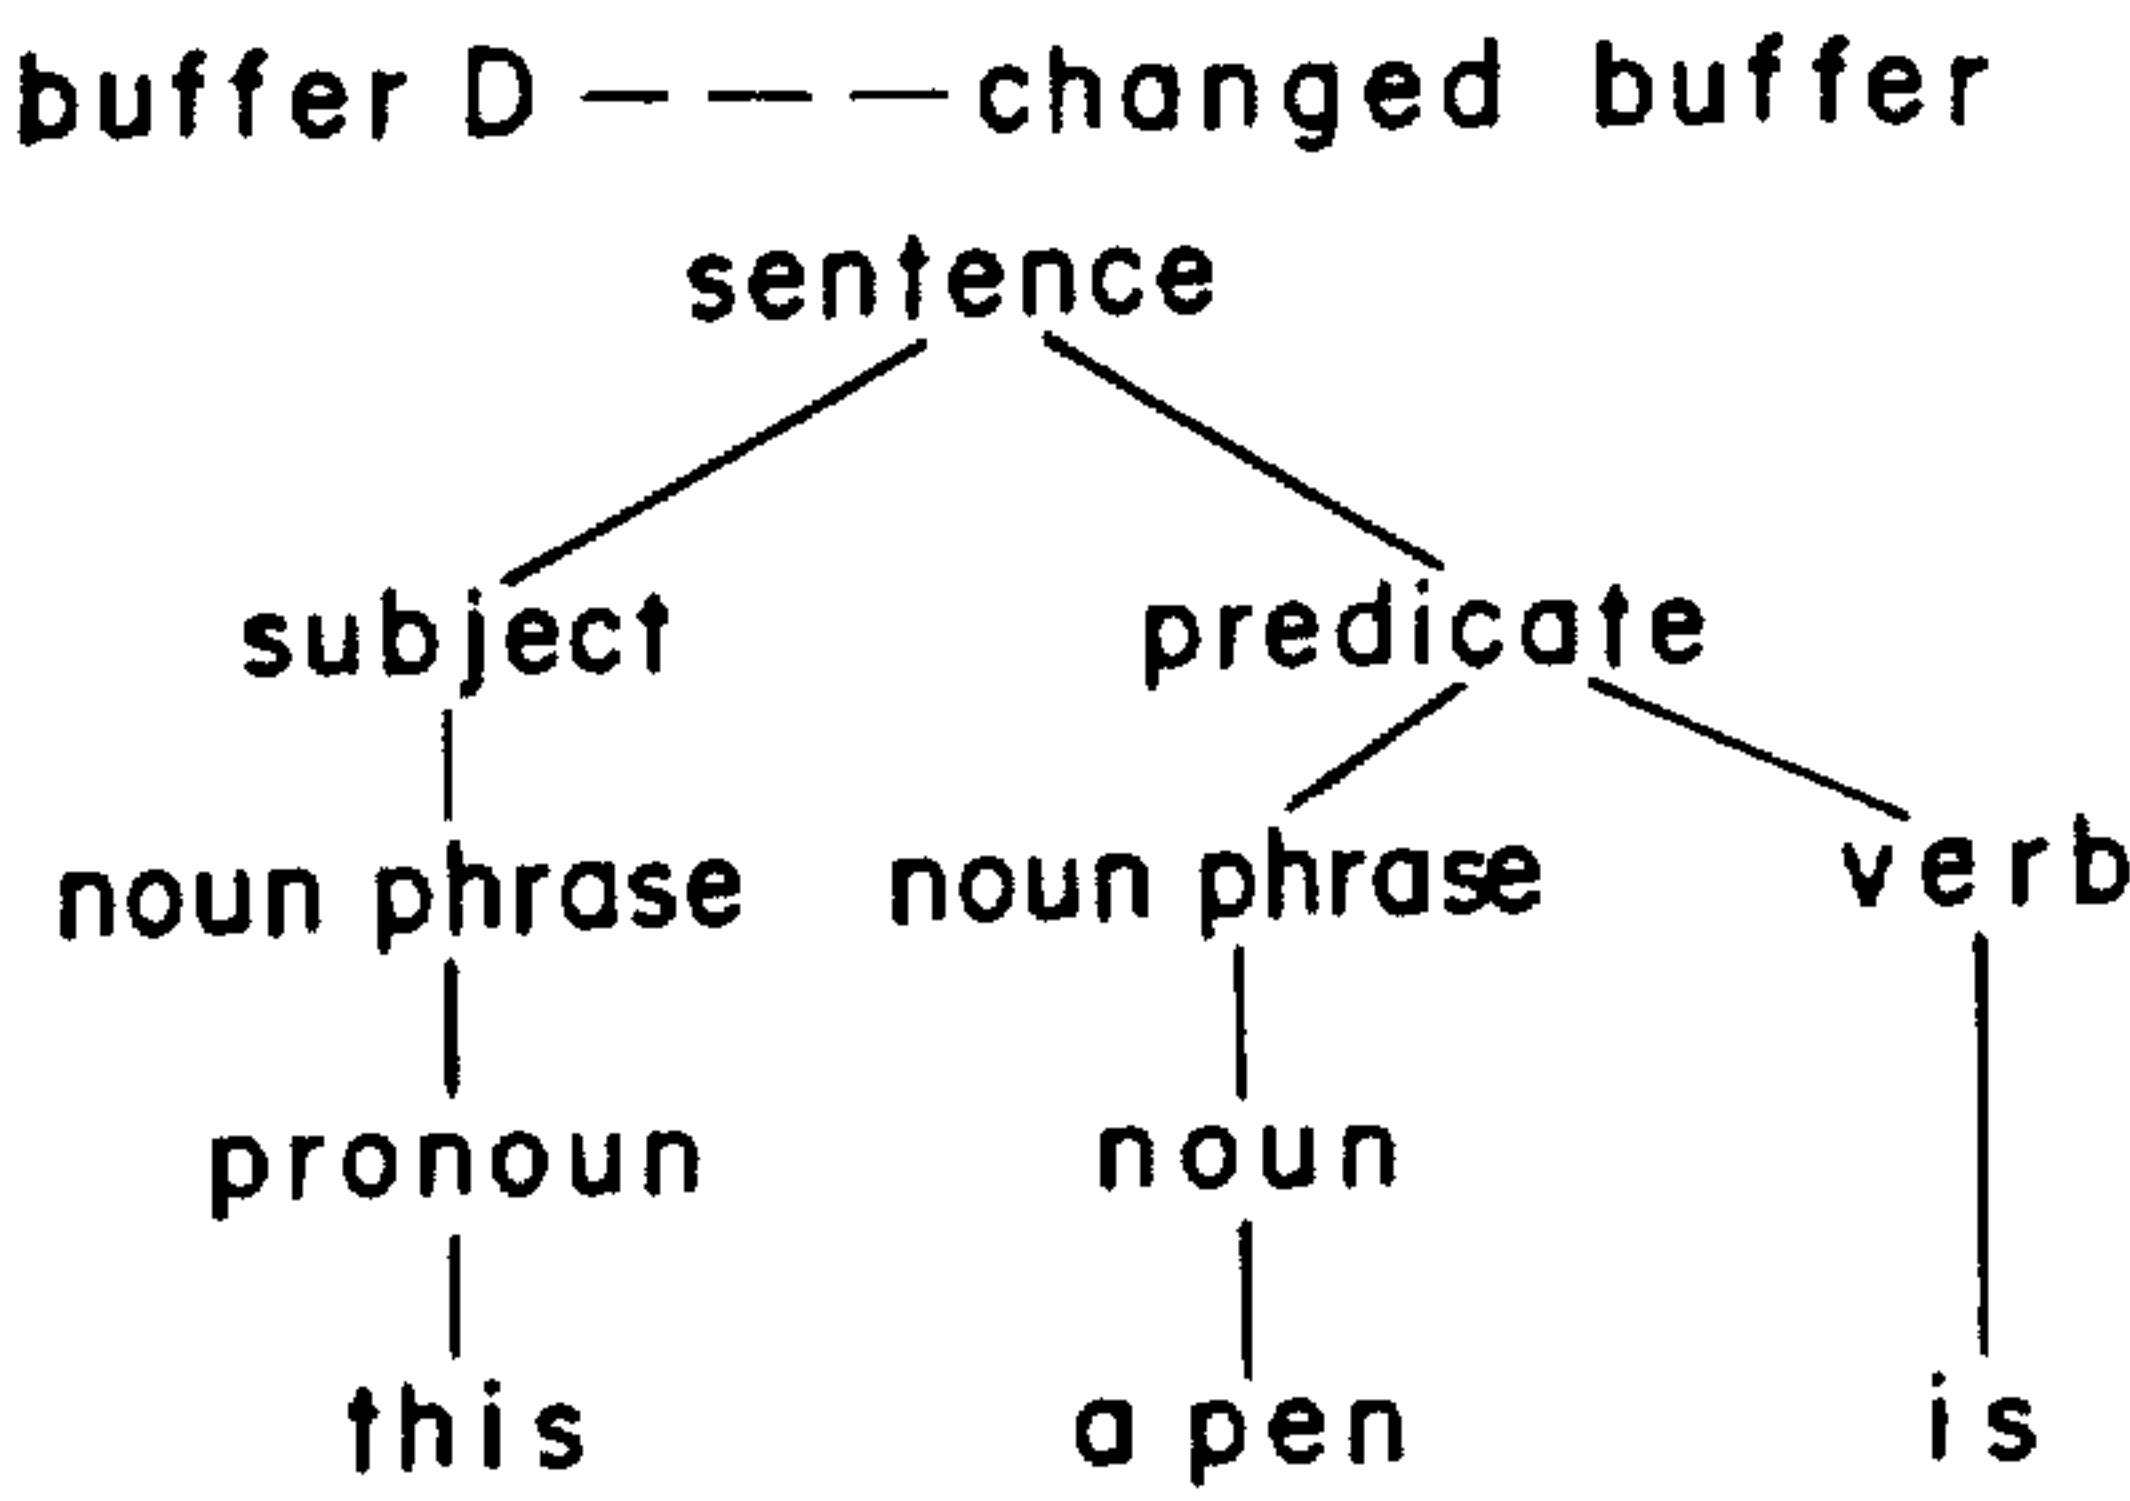 buffer D ——— changed buffer
sentence
subject predicate
noun phrase noun phrase verb
pronoun noun
this a pen is